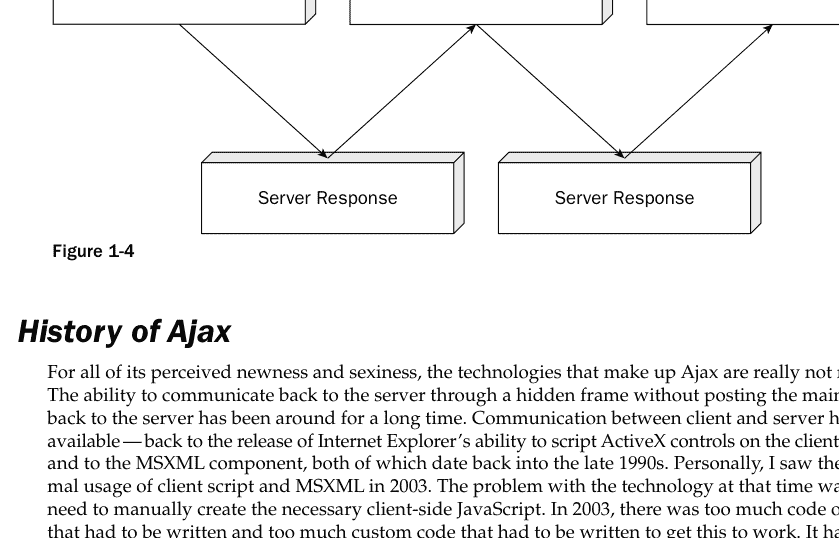 Server Response
Server Response
Figure 1-4
History of Ajax
For all of its perceived newness and sexiness, the technologies that make up Ajax are really not
The ability to communicate back to the server through a hidden frame without posting the main
back to the server has been around for a long time. Communication between client and server
available — back to the release of Internet Explorer's ability to script ActiveX controls on the client
and to the MSXML component, both of which date back into the late 1990s. Personally, I saw the
mal usage of client script and MSXML in 2003. The problem with the technology at that time
need to manually create the necessary client-side JavaScript. In 2003, there was too much code
that had to be written and too much custom code that had to be written to get this to work. It